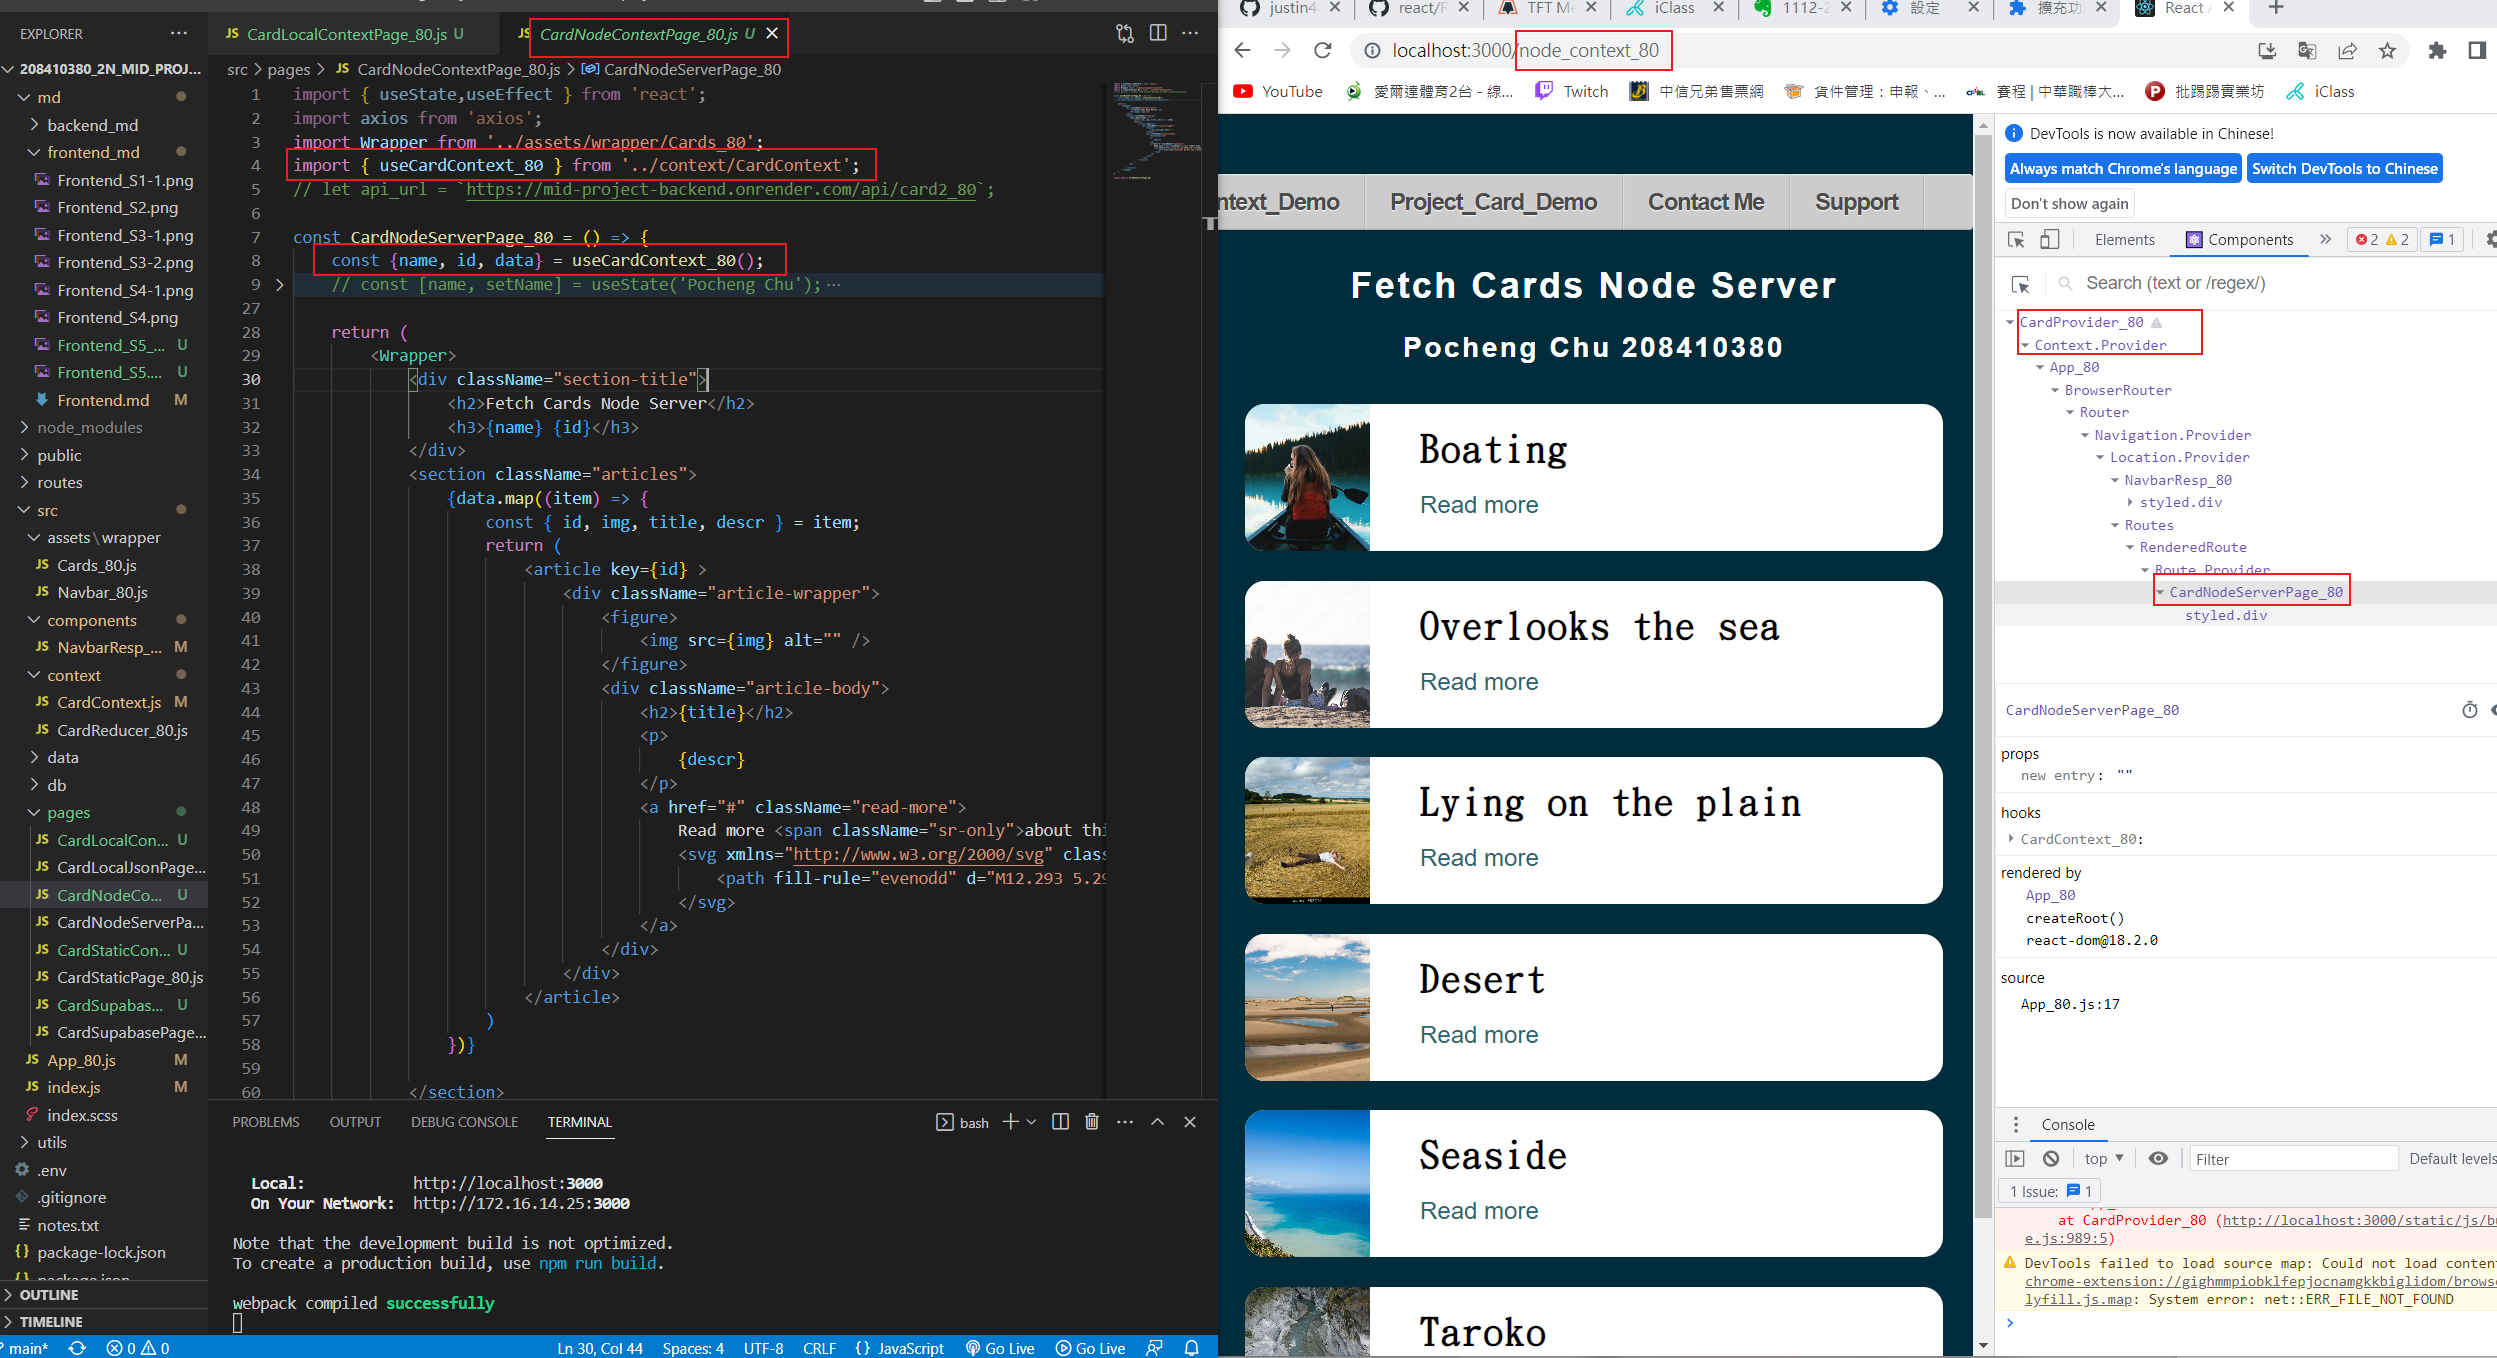 EXPLORER
208410380_2N_MID_PROJ...
md
backend_md
frontend_md
Frontend_S1-1.png
Frontend_S2.png
Frontend_S3-1.png
Frontend_S3-2.png
Frontend_S4-1.png
Frontend_S4.png
Frontend_S5_... U
Frontend_S5.... U
Frontend.md M
node_modules
public
routes
src
assets\wrapper
JS Cards_80.js
JS Navbar_80.js
components
JS NavbarResp_... M
context
JS CardContext.js M
JS CardReducer_80.js
data
db
pages
JS CardLocalCon... U
JS CardLocalJsonPage...
JS CardNodeCo... U
JS CardNodeServerPa...
JS CardStaticCon... U
JS CardStaticPage_80.js
JS CardSupabas... U
JS CardSupabasePage...
JS App_80.js M
JS index.js M
index.scss
utils
.env
.gitignore
notes.txt
{} package-lock.json
{} package.json
OUTLINE
TIMELINE
JS CardLocalContextPage_80.js U
JS CardNodeContextPage_80.js U
src > pages > JS CardNodeContextPage_80.js > CardNodeServerPage_80
1 import { useState,useEffect } from 'react';
2 import axios from 'axios';
3 import Wrapper from '../assets/wrapper/Cards_80';
4 import { useCardContext_80 } from '../context/CardContext';
5 // let api_url = `https://mid-project-backend.onrender.com/api/card2_80`;
6
7 const CardNodeServerPage_80 = () => {
8 const {name, id, data} = useCardContext_80();
9 // const [name, setName] = useState('Pocheng Chu');···
27
28 return (
29 <Wrapper>
30 <div className="section-title">
31 <h2>Fetch Cards Node Server</h2>
32 <h3>{name} {id}</h3>
33 </div>
34 <section className="articles">
35 {data.map((item) => {
36 const { id, img, title, descr } = item;
37 return (
38 <article key={id} >
39 <div className="article-wrapper">
40 <figure>
41 <img src={img} alt="" />
42 </figure>
43 <div className="article-body">
44 <h2>{title}</h2>
45 <p>
46 {descr}
47 </p>
48 <a href="#" className="read-more">
49 Read more <span className="sr-only">about thi
50 <svg xmlns="http://www.w3.org/2000/svg" class
51 <path fill-rule="evenodd" d="M12.293 5.29
52 </svg>
53 </a>
54 </div>
55 </div>
56 </article>
57 )
58 })}
59
60 </section>
PROBLEMS OUTPUT DEBUG CONSOLE TERMINAL
bash
Local: http://localhost:3000
On Your Network: http://172.16.14.25:3000
Note that the development build is not optimized.
To create a production build, use npm run build.
webpack compiled successfully
main* 0 0 Ln 30, Col 44 Spaces: 4 UTF-8 CRLF {} JavaScript Go Live Go Live
justin4 react/R TFT Me iClass 1112-2 設定 擴充功 React A
localhost:3000/node_context_80
YouTube 愛爾達體育2台 - 線... Twitch 中信兄弟售票網 貨件管理：申報、... 賽程 | 中華職棒大... 批踢踢實業坊 iClass
ntext_Demo Project_Card_Demo Contact Me Support
Fetch Cards Node Server
Pocheng Chu 208410380
Boating
Read more
Overlooks the sea
Read more
Lying on the plain
Read more
Desert
Read more
Seaside
Read more
Taroko
DevTools is now available in Chinese!
Always match Chrome's language Switch DevTools to Chinese
Don't show again
Elements Components » 2 2 1
Search (text or /regex/)
CardProvider_80
Context.Provider
App_80
BrowserRouter
Router
Navigation.Provider
Location.Provider
NavbarResp_80
styled.div
Routes
RenderedRoute
Route.Provider
CardNodeServerPage_80
styled.div
CardNodeServerPage_80
props
new entry: ""
hooks
CardContext_80:
rendered by
App_80
createRoot()
react-dom@18.2.0
source
App_80.js:17
Console
top Filter Default levels
1 Issue: 1
at CardProvider_80 (http://localhost:3000/static/js/bu
e.js:989:5)
DevTools failed to load source map: Could not load content
chrome-extension://gighmmpiobklfepjocnamgkkbiglidom/browse
lyfill.js.map: System error: net::ERR_FILE_NOT_FOUND